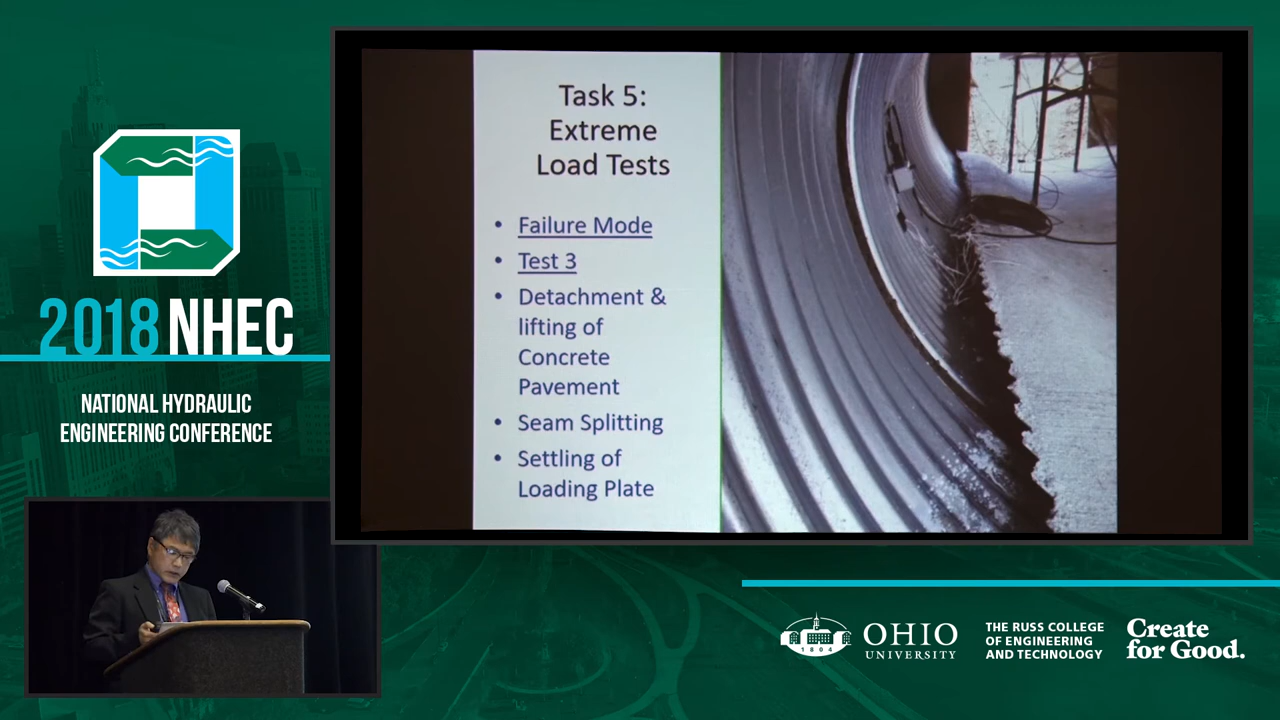 2018 NHEC
NATIONAL HYDRAULIC
ENGINEERING CONFERENCE
Task 5:
Extreme
Load Tests
• Failure Mode
• Test 3
• Detachment &
lifting of
Concrete
Pavement
• Seam Splitting
• Settling of
Loading Plate
1804
OHIO
UNIVERSITY
THE RUSS COLLEGE
OF ENGINEERING
AND TECHNOLOGY
Create
for Good.